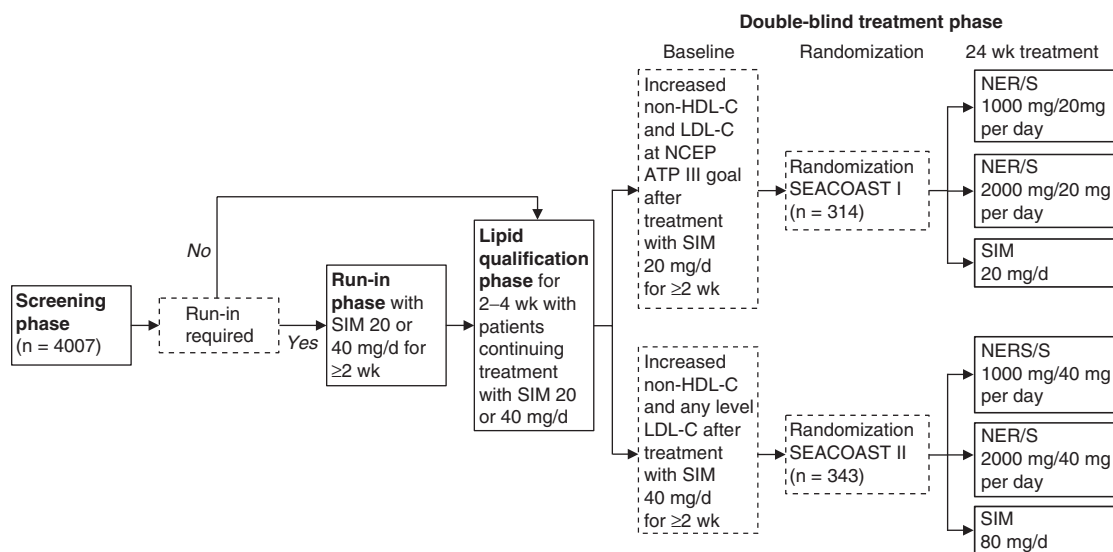 Double-blind treatment phase
Baseline
Randomization
24 wk treatment
Screening
phase
(n = 4007)
Run-in
required
No
Yes
Run-in
phase with
SIM 20 or
40 mg/d for
≥2 wk
Lipid
qualification
phase for
2–4 wk with
patients
continuing
treatment
with SIM 20
or 40 mg/d
Increased
non-HDL-C
and LDL-C
at NCEP
ATP III goal
after
treatment
with SIM
20 mg/d
for ≥2 wk
Randomization
SEACOAST I
(n = 314)
NER/S
1000 mg/20mg
per day
NER/S
2000 mg/20 mg
per day
SIM
20 mg/d
Increased
non-HDL-C
and any level
LDL-C after
treatment
with SIM
40 mg/d
for ≥2 wk
Randomization
SEACOAST II
(n = 343)
NERS/S
1000 mg/40 mg
per day
NER/S
2000 mg/40 mg
per day
SIM
80 mg/d